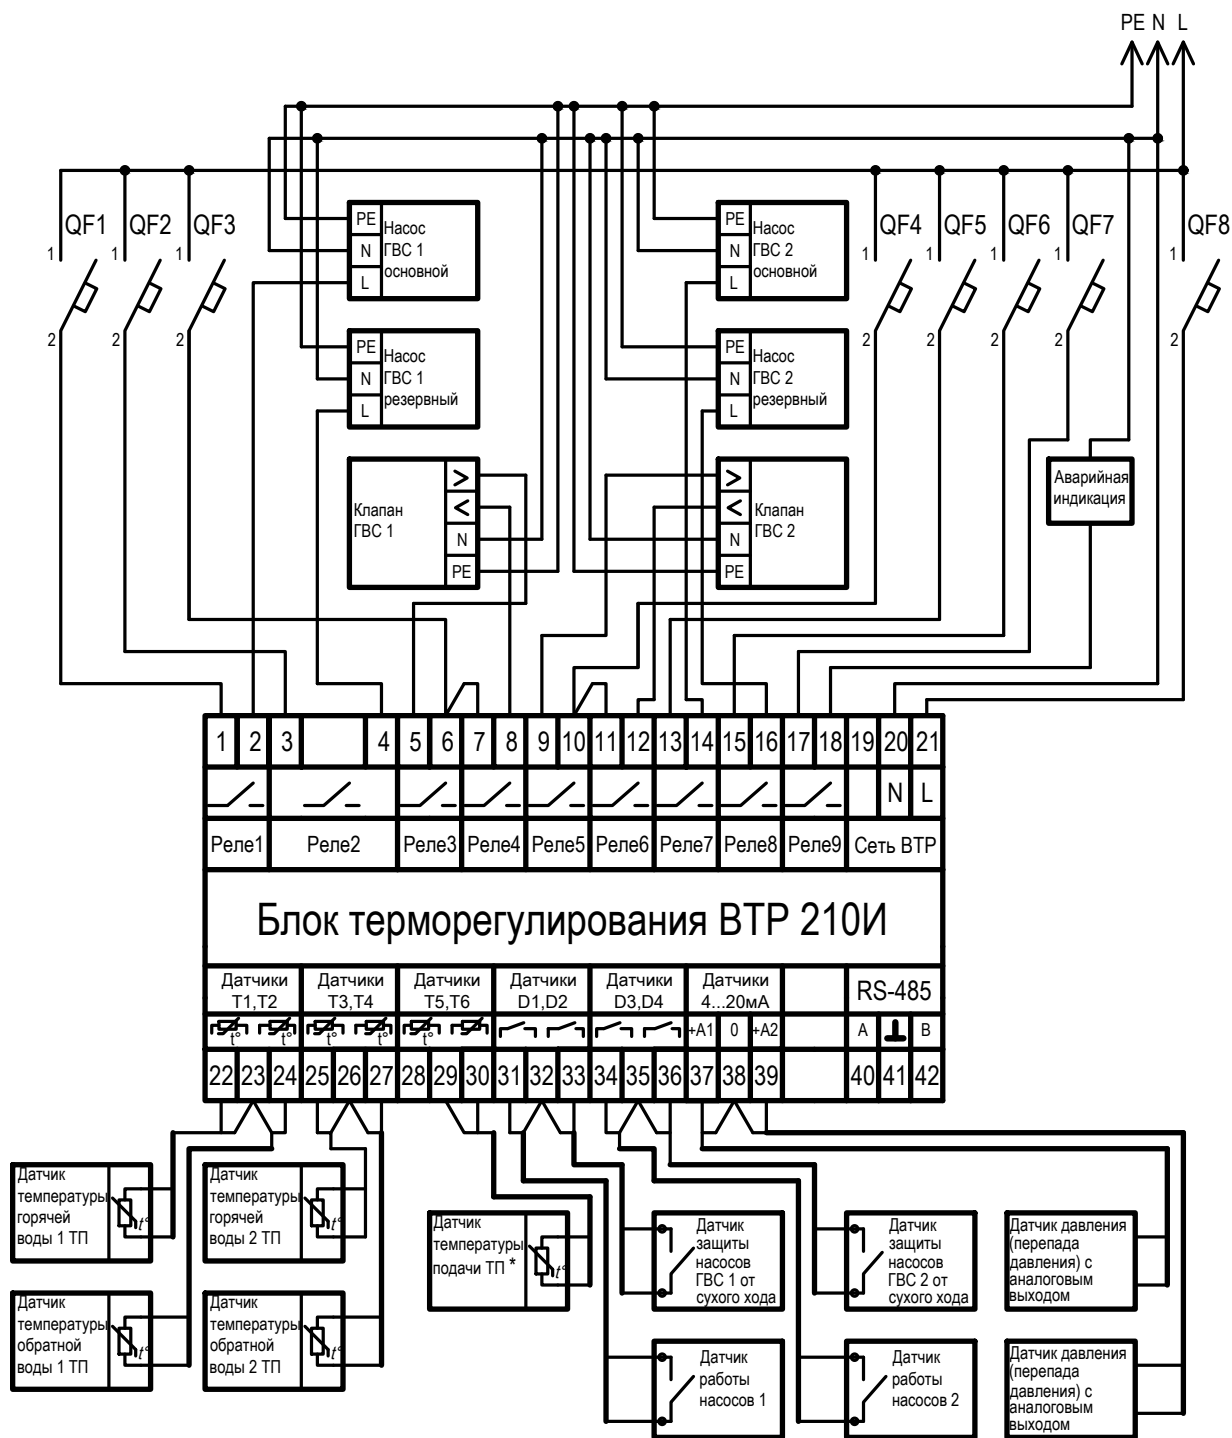 PE N L
QF1 QF2 QF3 QF4 QF5 QF6 QF7 QF8
1 1 1 1 1 1 1 1
2 2 2 2 2 2 2 2
PE
N
L
Насос
ГВС 1
основной
PE
N
L
Насос
ГВС 2
основной
PE
N
L
Насос
ГВС 1
резервный
PE
N
L
Насос
ГВС 2
резервный
Клапан
ГВС 1
>
<
N
PE
>
<
N
PE
Клапан
ГВС 2
Аварийная
индикация
1 2 3 4 5 6 7 8 9 10 11 12 13 14 15 16 17 18 19 20 21
N L
Реле1 Реле2 Реле3 Реле4 Реле5 Реле6 Реле7 Реле8 Реле9 Сеть ВТР
Блок терморегулирования ВТР 210И
Датчики
Т1,Т2
Датчики
Т3,Т4
Датчики
Т5,Т6
Датчики
D1,D2
Датчики
D3,D4
Датчики
4...20мА
RS-485
t° t° t° t° t° +A1 0 +A2 A B
22 23 24 25 26 27 28 29 30 31 32 33 34 35 36 37 38 39 40 41 42
Датчик
температуры
горячей
воды 1 ТП
t°
Датчик
температуры
горячей
воды 2 ТП
t°
Датчик
температуры
подачи ТП *
t°
Датчик
защиты
насосов
ГВС 1 от
сухого хода
Датчик
защиты
насосов
ГВС 2 от
сухого хода
Датчик давления
(перепада
давления) с
аналоговым
выходом
Датчик
температуры
обратной
воды 1 ТП
t°
Датчик
температуры
обратной
воды 2 ТП
t°
Датчик
работы
насосов 1
Датчик
работы
насосов 2
Датчик давления
(перепада
давления) с
аналоговым
выходом